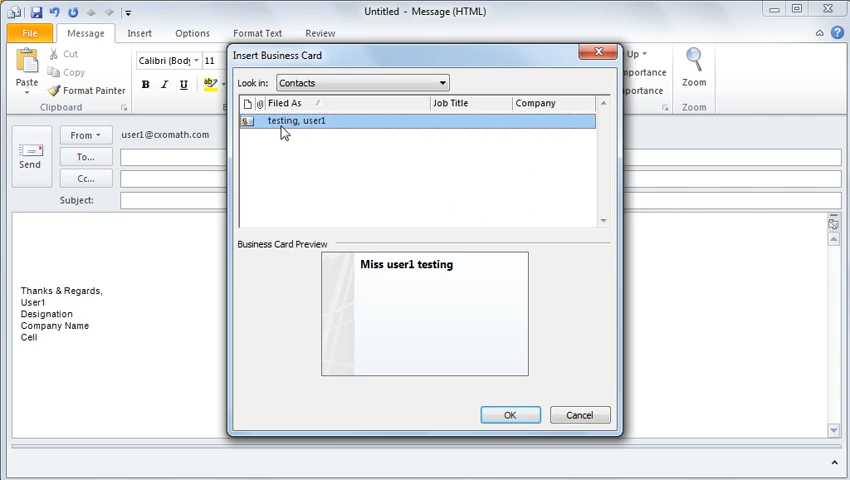 Untitled - Message (HTML)
File Message Insert Options Format Text Review
Paste
Cut
Copy
Format Painter
Clipboard
Calibri (Body 11
B I U
Up
Importance
Importance
Zoom
Zoom
Insert Business Card
Look in: Contacts
Filed As / Job Title Company
testing, user1
Business Card Preview
Miss user1 testing
OK Cancel
Send
From user1@cxomath.com
To...
Cc...
Subject:
Thanks & Regards,
User1
Designation
Company Name
Cell